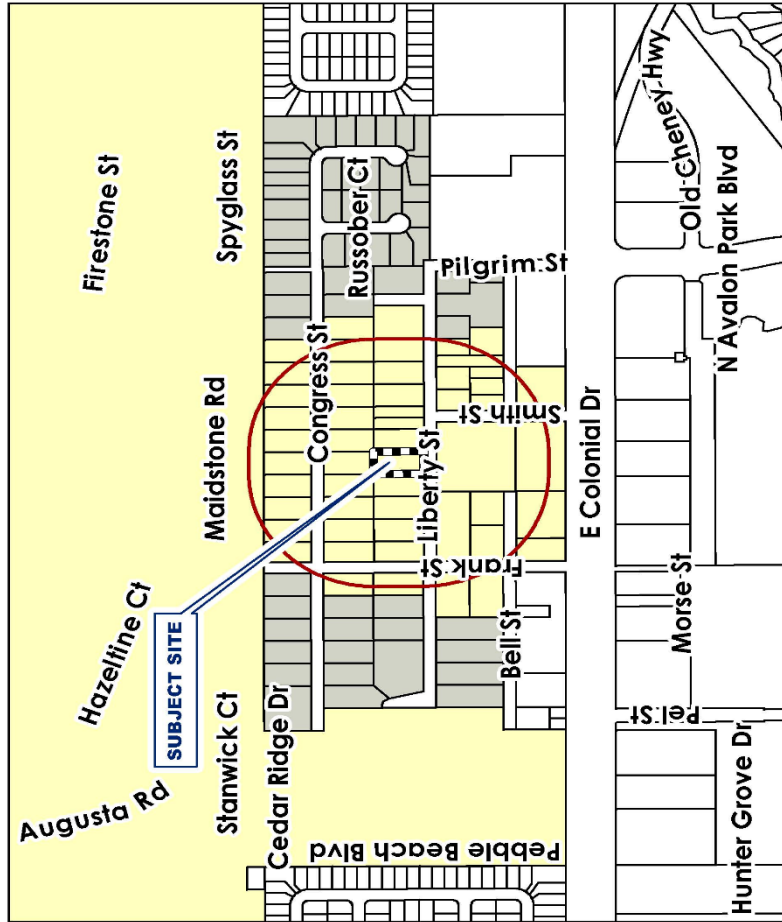 Firestone St
Hazeltine Ct
Augusta Rd
SUBJECT SITE
Maidstone Rd
Spyglass St
Stanwick Ct
Cedar Ridge Dr
Congress St
Russober Ct
Pebble Beach Blvd
Liberty St
Frank St
Smith St
Pilgrim St
Bell St
E Colonial Dr
Pel St
Morse St
Old Cheney Hwy
N Avalon Park Blvd
Hunter Grove Dr